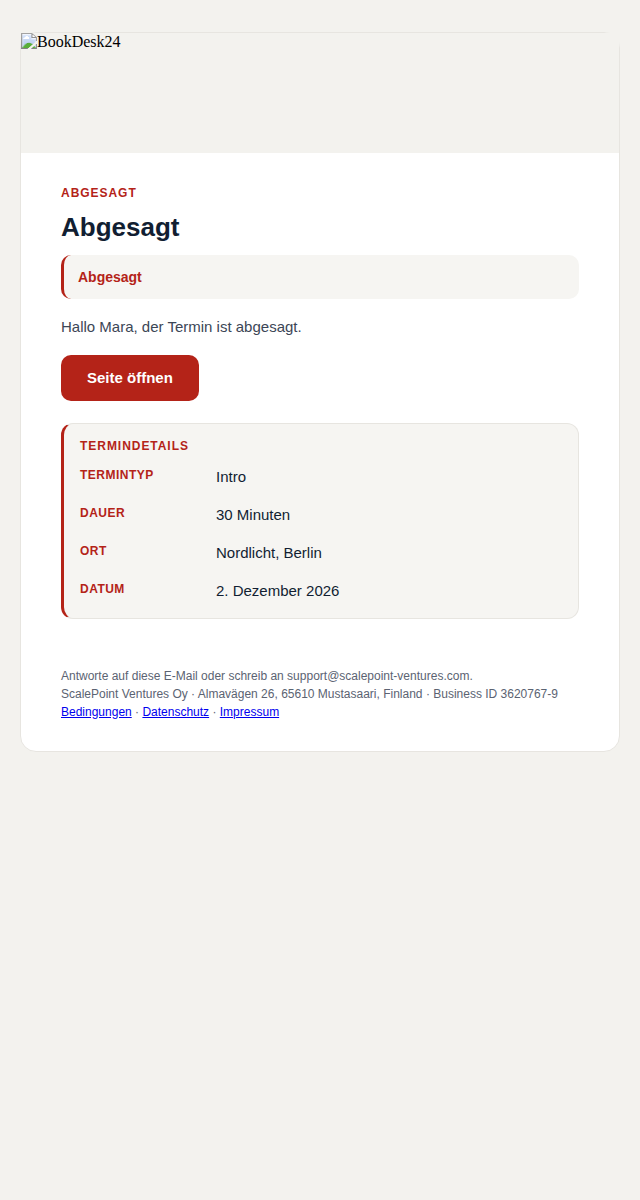 BookDesk24
ABGESAGT
Abgesagt
Abgesagt
Hallo Mara, der Termin ist abgesagt.
Seite öffnen
TERMINDETAILS
TERMINTYP Intro
DAUER 30 Minuten
ORT Nordlicht, Berlin
DATUM 2. Dezember 2026
Antworte auf diese E-Mail oder schreib an support@scalepoint-ventures.com.
ScalePoint Ventures Oy · Almavägen 26, 65610 Mustasaari, Finland · Business ID 3620767-9
Bedingungen · Datenschutz · Impressum